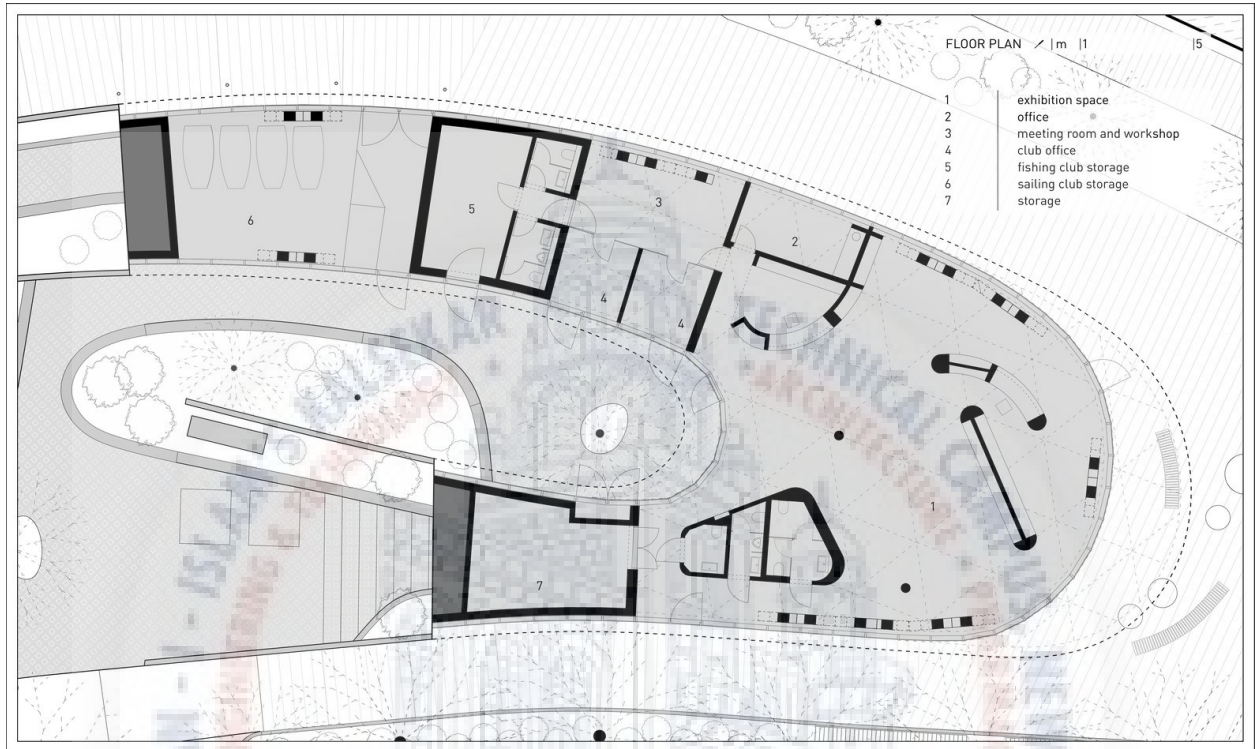 FLOOR PLAN m 1 5
1 exhibition space
2 office
3 meeting room and workshop
4 club office
5 fishing club storage
6 sailing club storage
7 storage
6
5
3
2
4
4
1
7
TECHNICAL